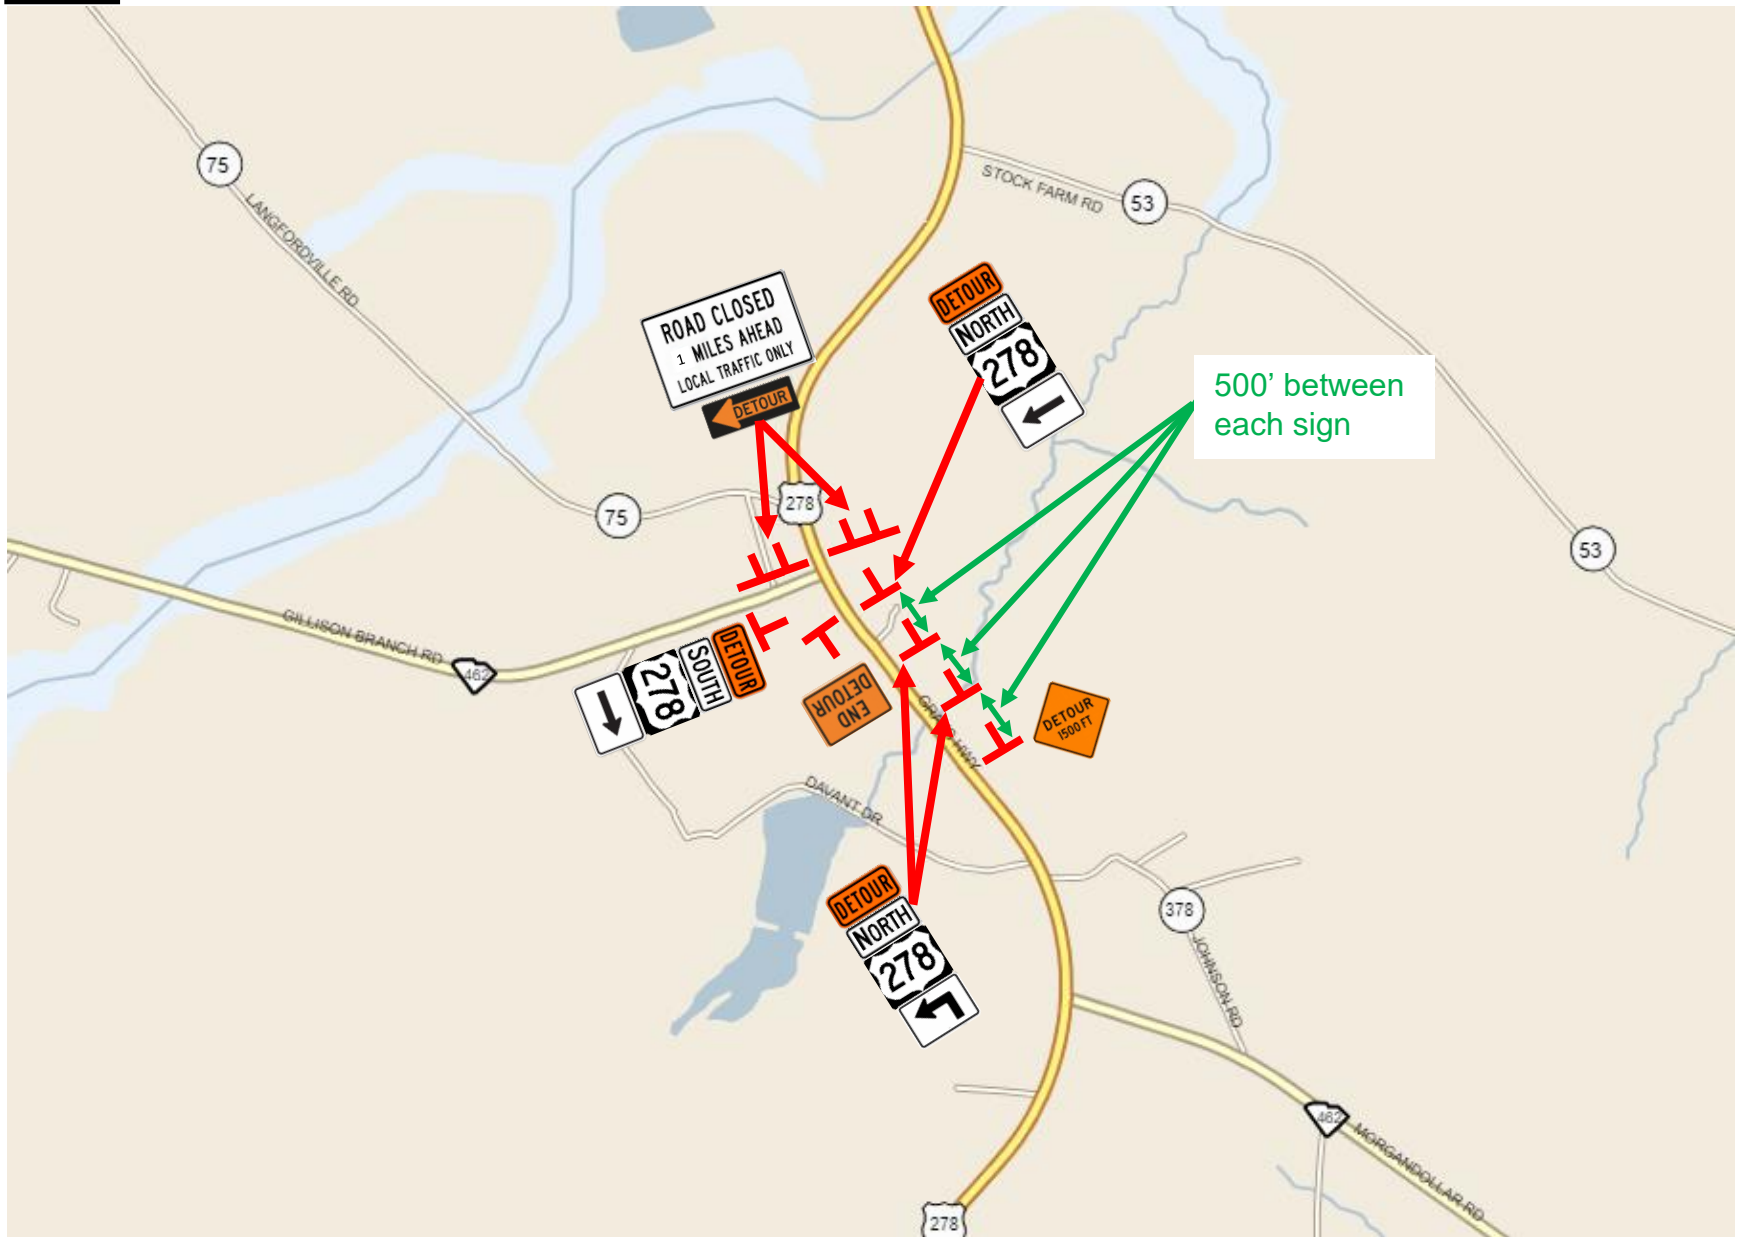 75
LANGFORDVILLE RD
STOCK FARM RD
53
ROAD CLOSED
1 MILES AHEAD
LOCAL TRAFFIC ONLY
DETOUR
DETOUR
NORTH
278
500' between
each sign
278
75
53
GILLISON BRANCH RD
462
DETOUR
SOUTH
278
END
DETOUR
DETOUR
1500 FT
DAVANT DR
DETOUR
NORTH
278
378
JOHNSON RD
462
MORGANDOLLAR RD
278